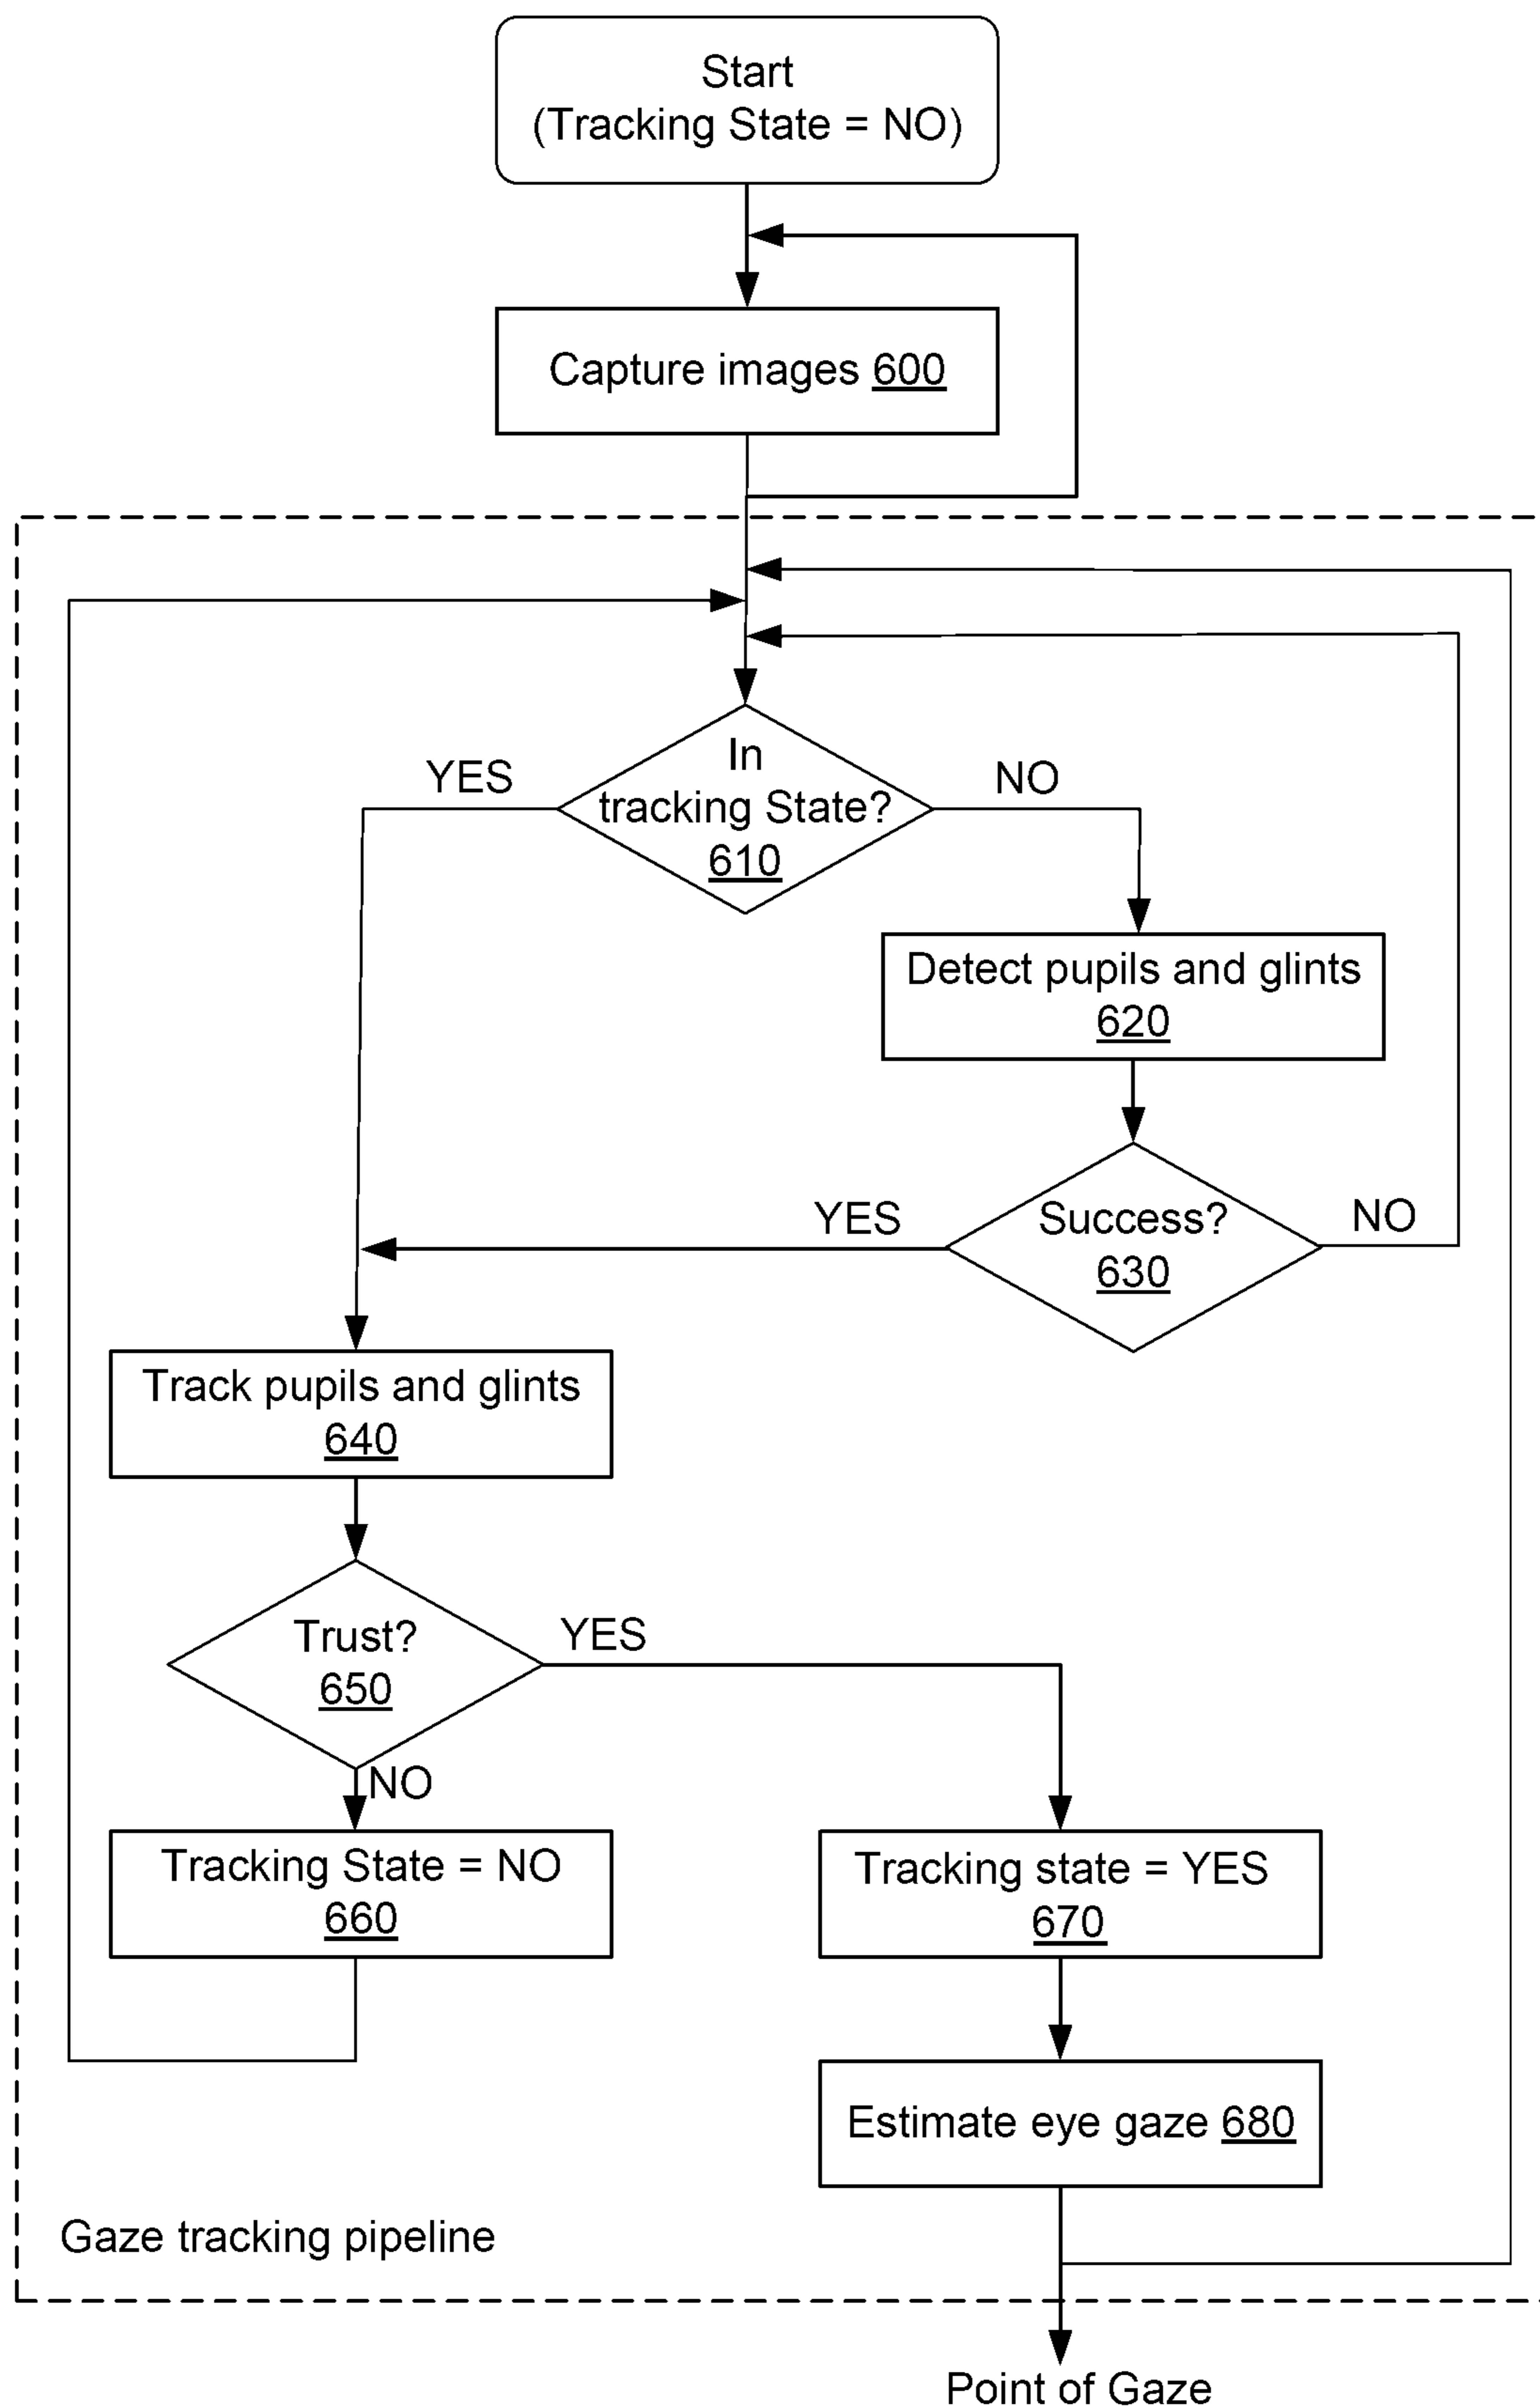 Start
(Tracking State = NO)
Capture images 600
In
tracking State?
610
YES
NO
Detect pupils and glints
620
Success?
630
YES
NO
Track pupils and glints
640
Trust?
650
YES
NO
Tracking State = NO
660
Tracking state = YES
670
Estimate eye gaze 680
Gaze tracking pipeline
Point of Gaze